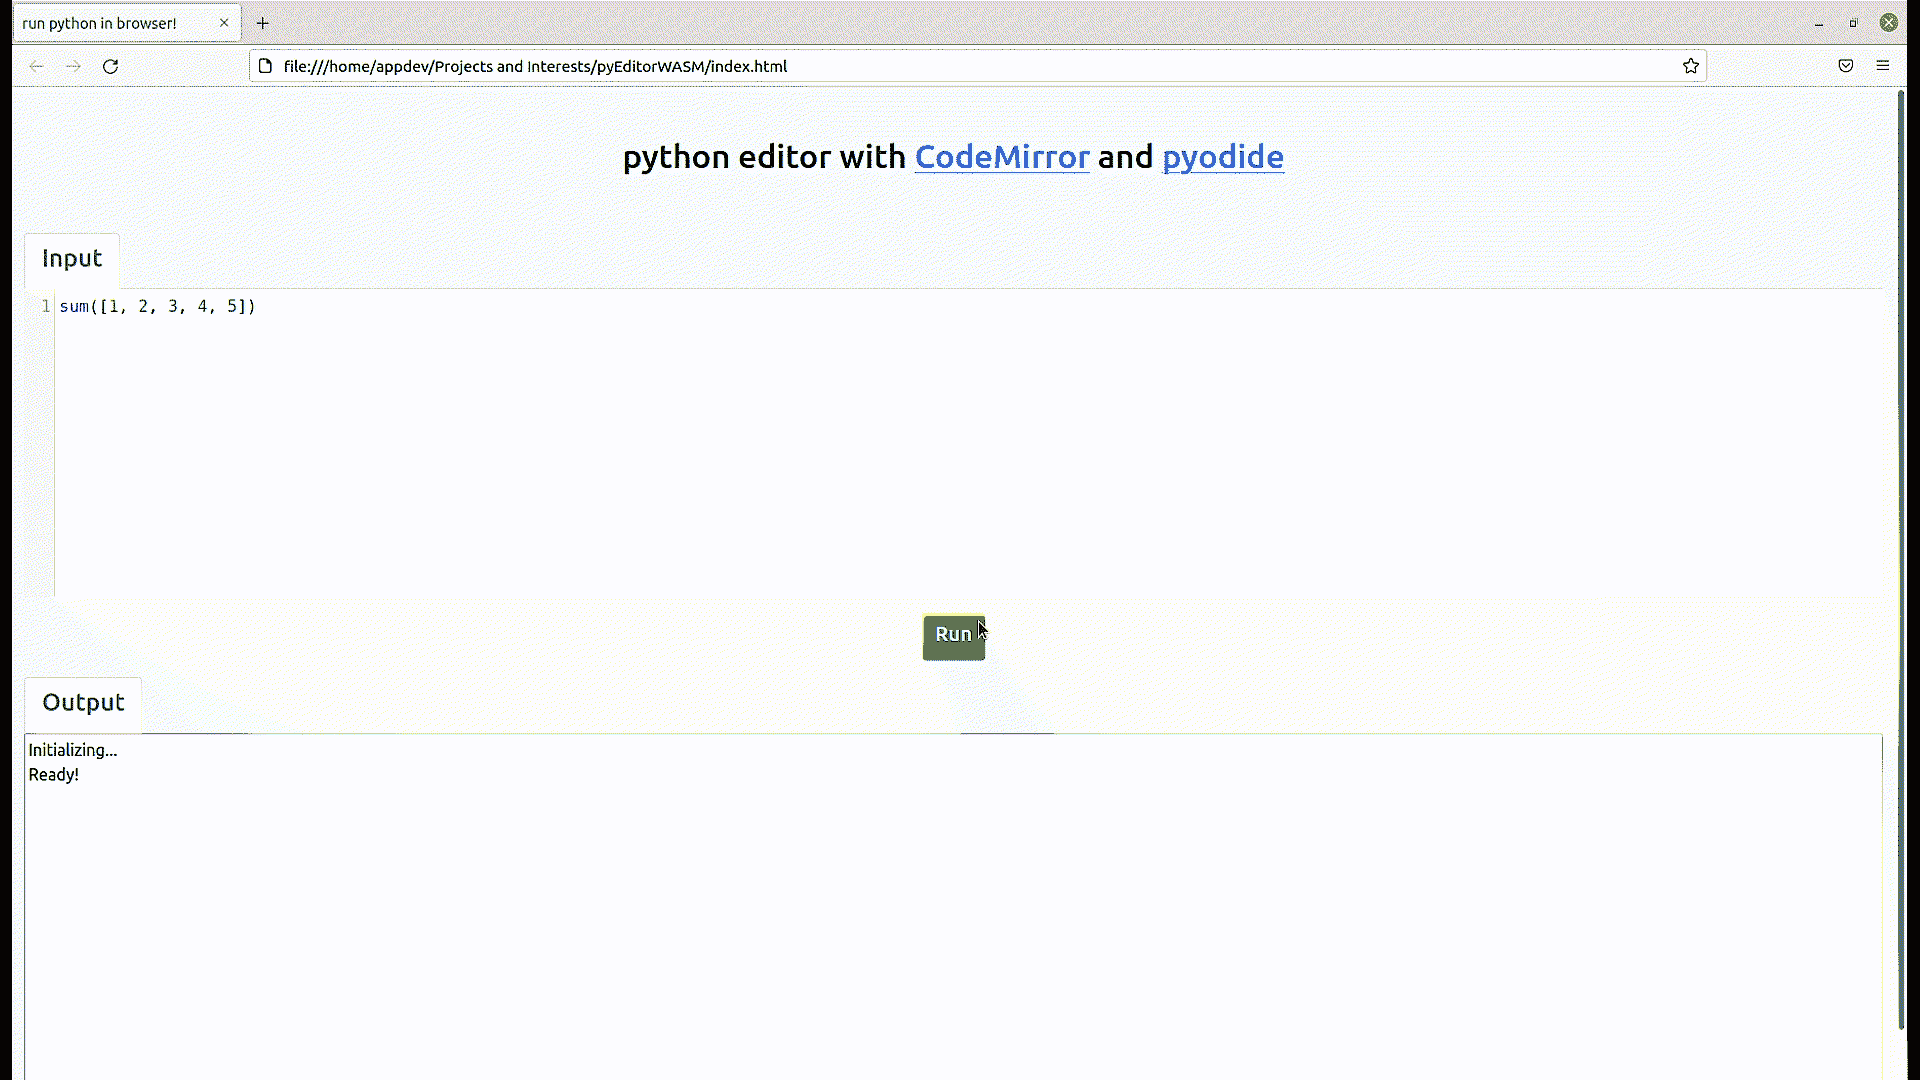 run python in browser!
file:///home/appdev/Projects and Interests/pyEditorWASM/index.html
python editor with CodeMirror and pyodide
Input
1 sum([1, 2, 3, 4, 5])
Run
Output
Initializing...
Ready!